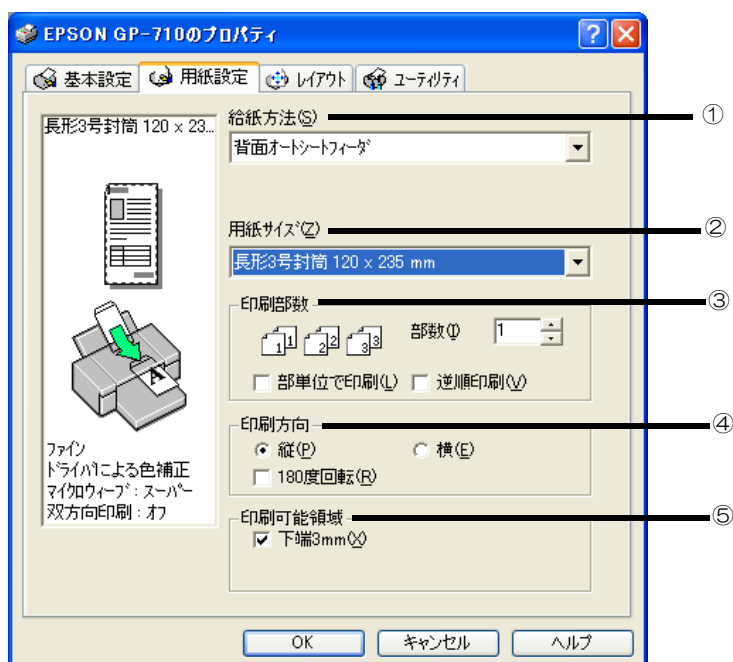 EPSON GP-710のプロパティ
基本設定 用紙設定 レイアウト ユーティリティ
長形3号封筒 120 x 23...
給紙方法(S) ①
背面オートシートフィーダ
用紙サイズ(Z) ②
長形3号封筒 120 x 235 mm
印刷部数 ③
1 1 2 2 3 3 部数(I) 1
部単位で印刷(L) 逆順印刷(V)
A
印刷方向 ④
縦(P) 横(E)
180度回転(R)
ファイン
ドライバによる色補正
マイクロウィーブ：スーパー
双方向印刷：オフ
印刷可能領域 ⑤
下端3mm(X)
OK キャンセル ヘルプ